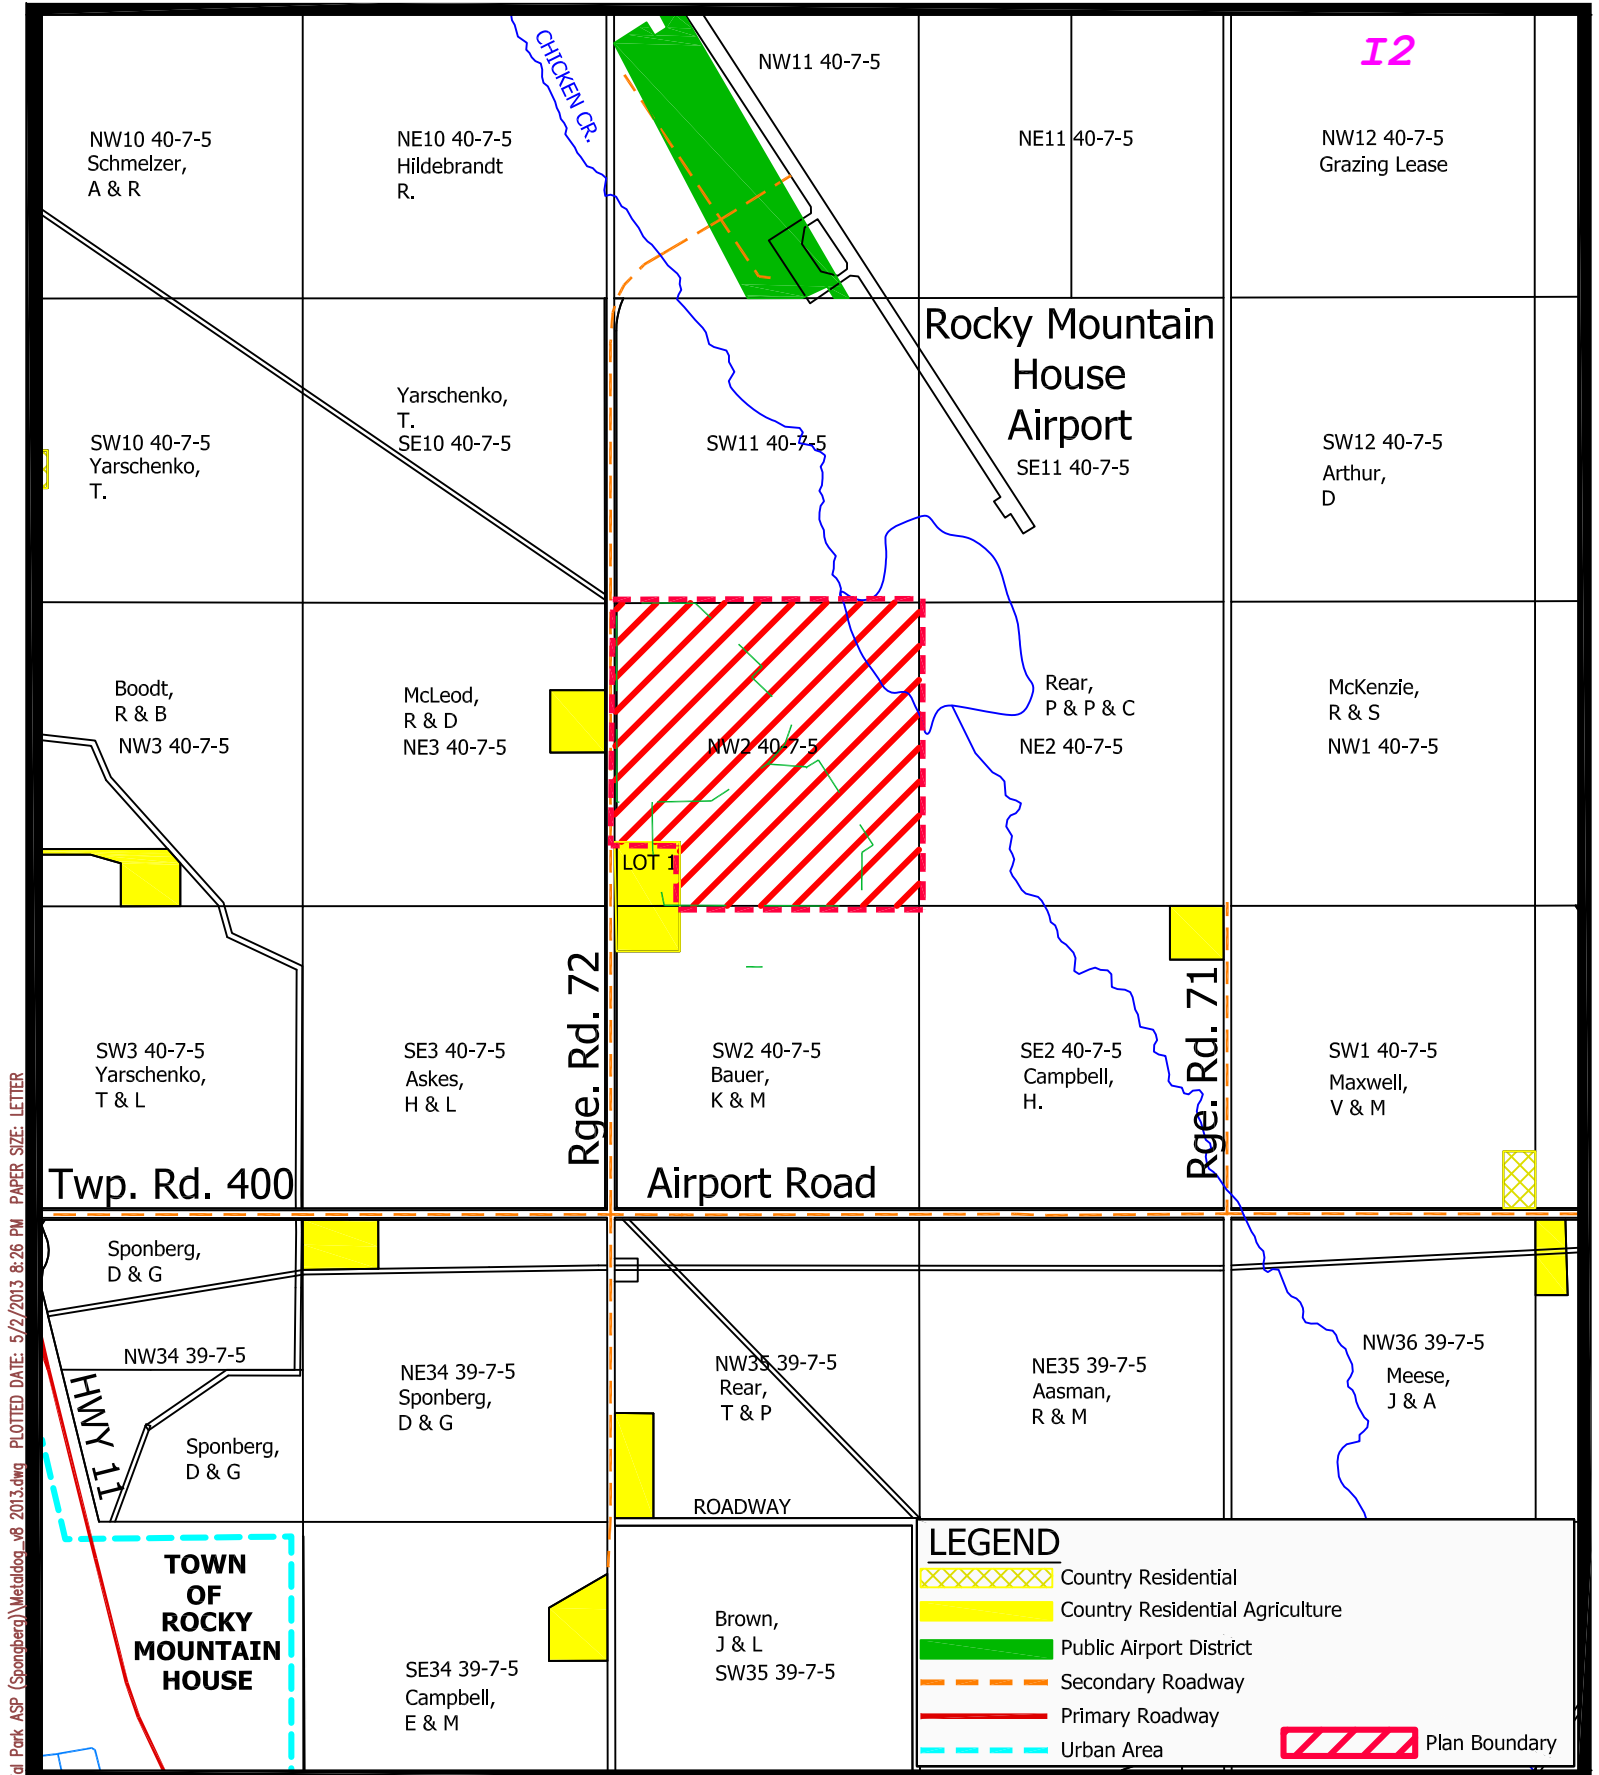 I2
CHICKEN CR.
NW11 40-7-5
NW10 40-7-5
Schmelzer,
A & R
NE10 40-7-5
Hildebrandt
R.
NE11 40-7-5
NW12 40-7-5
Grazing Lease
Rocky Mountain
House
Airport
SE11 40-7-5
SW10 40-7-5
Yarschenko,
T.
Yarschenko,
T.
SE10 40-7-5
SW11 40-7-5
SW12 40-7-5
Arthur,
D
Boodt,
R & B
NW3 40-7-5
McLeod,
R & D
NE3 40-7-5
NW2 40-7-5
LOT 1
Rear,
P & P & C
NE2 40-7-5
McKenzie,
R & S
NW1 40-7-5
Rge. Rd. 72
Rge. Rd. 71
SW3 40-7-5
Yarschenko,
T & L
SE3 40-7-5
Askes,
H & L
SW2 40-7-5
Bauer,
K & M
SE2 40-7-5
Campbell,
H.
SW1 40-7-5
Maxwell,
V & M
Twp. Rd. 400
Airport Road
Sponberg,
D & G
NW34 39-7-5
HWY 11
Sponberg,
D & G
NE34 39-7-5
Sponberg,
D & G
NW35 39-7-5
Rear,
T & P
ROADWAY
NE35 39-7-5
Aasman,
R & M
NW36 39-7-5
Meese,
J & A
TOWN
OF
ROCKY
MOUNTAIN
HOUSE
SE34 39-7-5
Campbell,
E & M
Brown,
J & L
SW35 39-7-5
LEGEND
Country Residential
Country Residential Agriculture
Public Airport District
Secondary Roadway
Primary Roadway
Urban Area
Plan Boundary
Park ASP (Spongberg)\Metaldog_v8 2013.dwg PLOTTED DATE: 5/2/2013 8:26 PM PAPER SIZE: LETTER